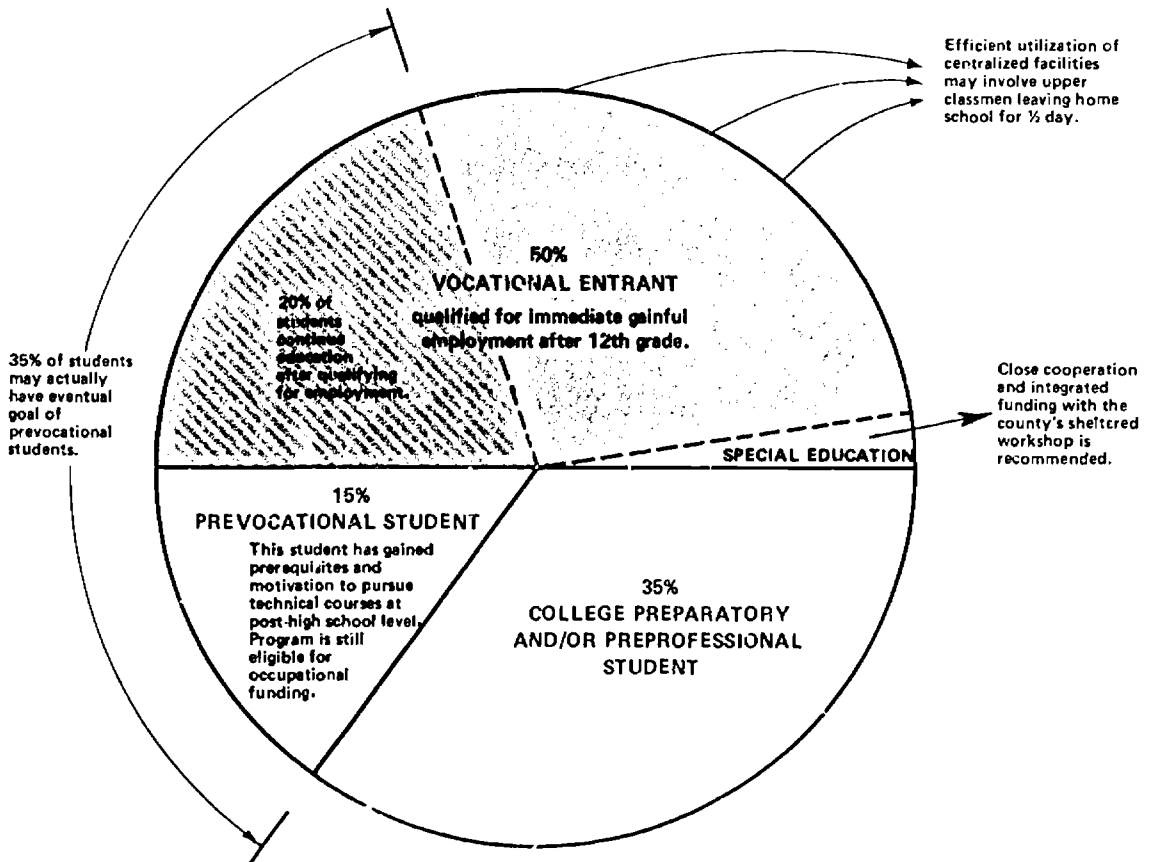 Efficient utilization of
centralized facilities
may involve upper
classmen leaving home
school for ½ day.
50%
VOCATIONAL ENTRANT
qualified for immediate gainful
employment after 12th grade.
20% of
students
continue
education
after qualifying
for employment.
35% of students
may actually
have eventual
goal of
prevocational
students.
Close cooperation
and integrated
funding with the
county's sheltered
workshop is
recommended.
SPECIAL EDUCATION
15%
PREVOCATIONAL STUDENT
This student has gained
prerequisites and
motivation to pursue
technical courses at
post-high school level.
Program is still
eligible for
occupational
funding.
35%
COLLEGE PREPARATORY
AND/OR PREPROFESSIONAL
STUDENT